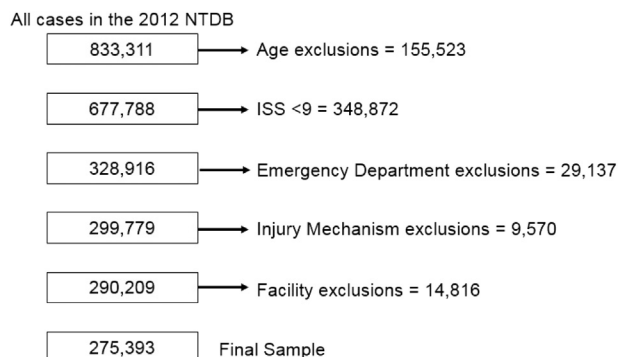 All cases in the 2012 NTDB
833,311 Age exclusions = 155,523
677,788 ISS <9 = 348,872
328,916 Emergency Department exclusions = 29,137
299,779 Injury Mechanism exclusions = 9,570
290,209 Facility exclusions = 14,816
275,393 Final Sample